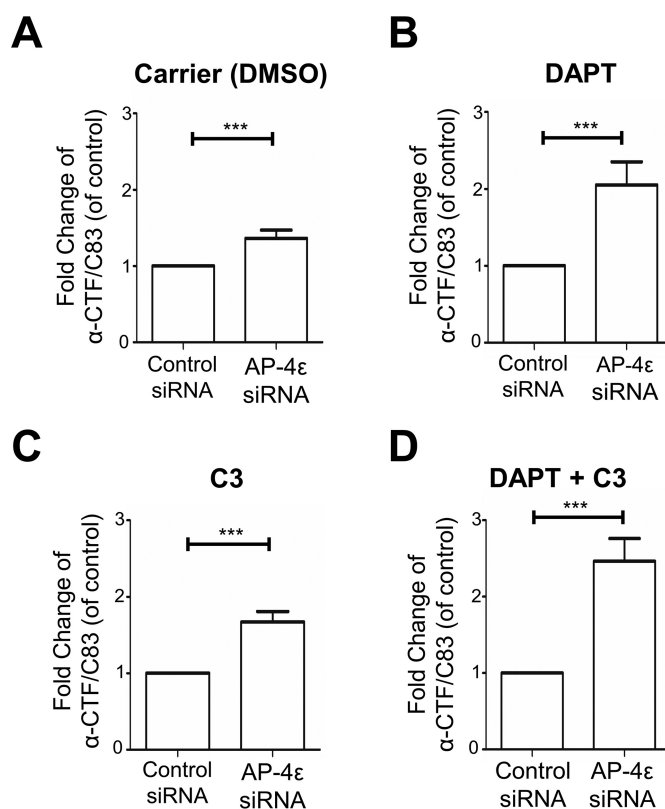 A
Carrier (DMSO)
Fold Change of
α-CTF/C83 (of control)
3
2
1
0
***
Control
siRNA
AP-4ε
siRNA
B
DAPT
Fold Change of
α-CTF/C83 (of control)
3
2
1
0
***
Control
siRNA
AP-4ε
siRNA
C
C3
Fold Change of
α-CTF/C83 (of control)
3
2
1
0
***
Control
siRNA
AP-4ε
siRNA
D
DAPT + C3
Fold Change of
α-CTF/C83 (of control)
3
2
1
0
***
Control
siRNA
AP-4ε
siRNA